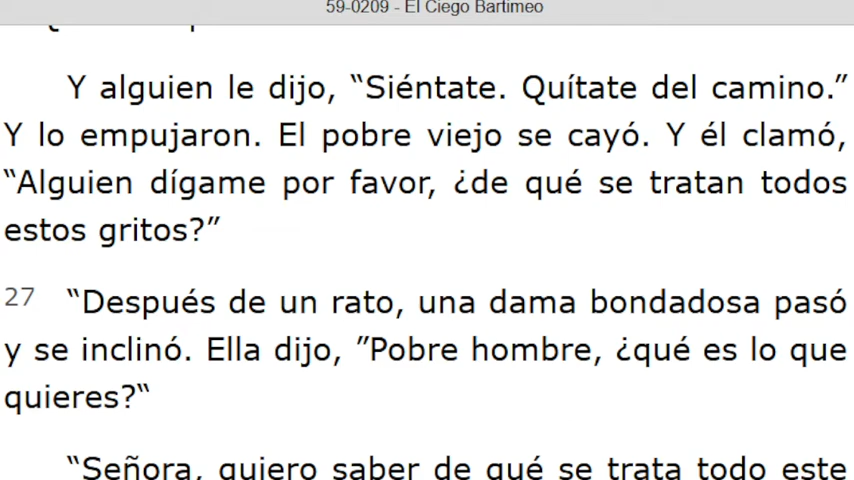 59-0209 - El Ciego Bartimeo
Y alguien le dijo, “Siéntate. Quítate del camino.”
Y lo empujaron. El pobre viejo se cayó. Y él clamó,
“Alguien dígame por favor, ¿de qué se tratan todos
estos gritos?”
27 “Después de un rato, una dama bondadosa pasó
y se inclinó. Ella dijo, ”Pobre hombre, ¿qué es lo que
quieres?“
“Señora, quiero saber de qué se trata todo este